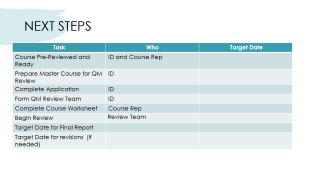 NEXT STEPS
Task Who Target Date
Course Pre-Reviewed and Ready ID and Course Rep
Prepare Master Course for QM Review ID
Complete Application ID
Form QM Review Team ID
Complete Course Worksheet Course Rep
Begin Review Review Team
Target Date for Final Report
Target Date for revisions (if needed)